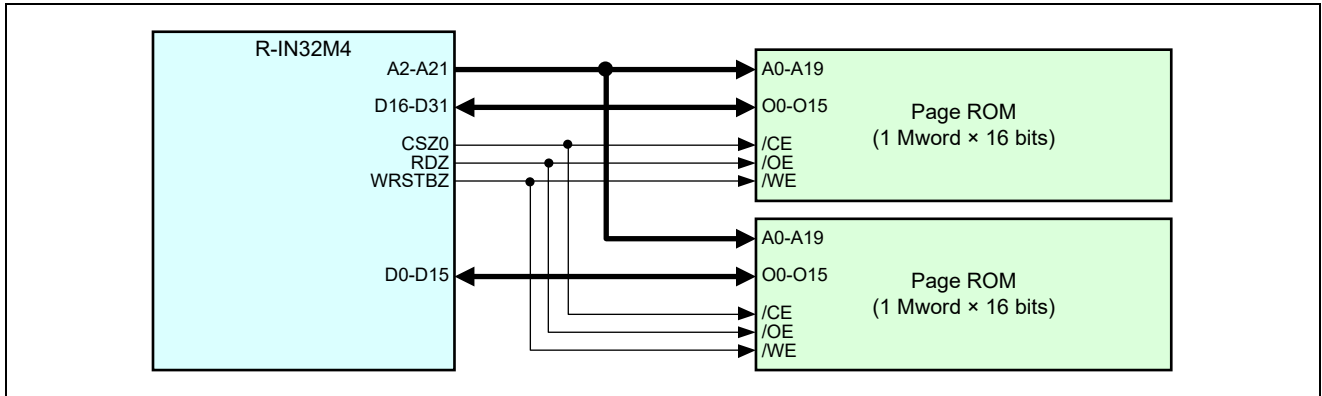 R-IN32M4
A2-A21
D16-D31
CSZ0
RDZ
WRSTBZ
D0-D15
A0-A19
O0-O15
/CE
/OE
/WE
Page ROM
(1 Mword × 16 bits)
A0-A19
O0-O15
/CE
/OE
/WE
Page ROM
(1 Mword × 16 bits)